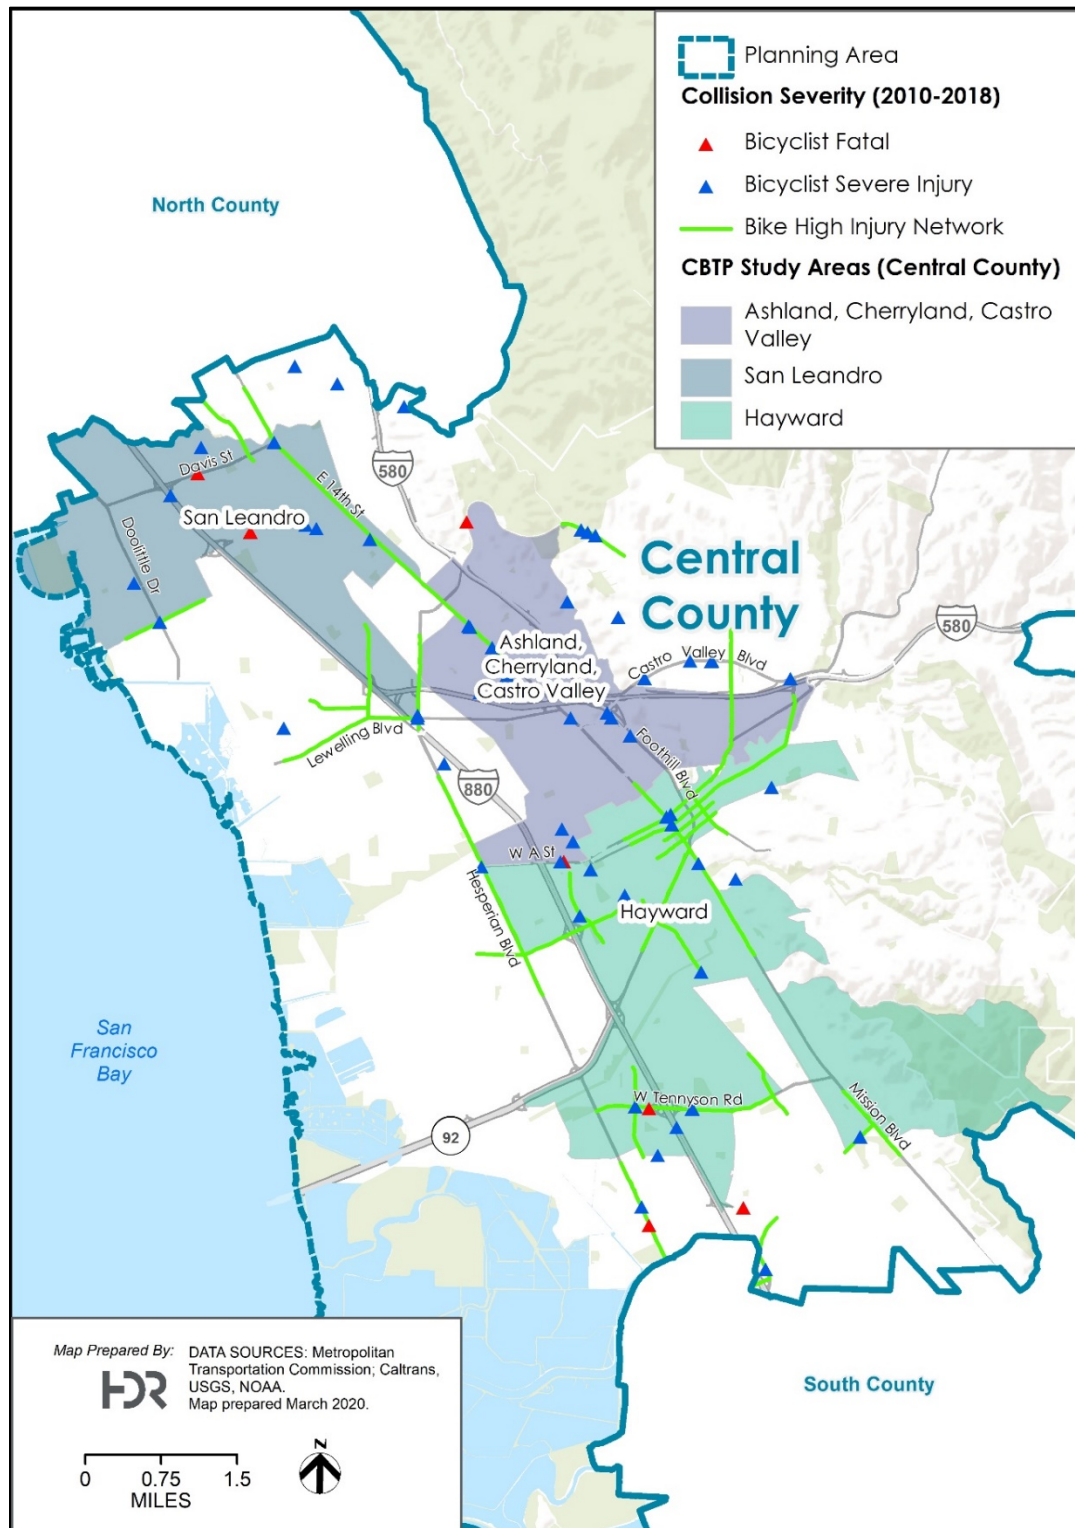 Planning Area
Collision Severity (2010-2018)
Bicyclist Fatal
Bicyclist Severe Injury
Bike High Injury Network
CBTP Study Areas (Central County)
Ashland, Cherryland, Castro
Valley
San Leandro
Hayward
North County
580
Davis St
E 14th St
San Leandro
Doolittle Dr
Central
County
580
Ashland,
Cherryland,
Castro Valley
Castro Valley Blvd
Lewelling Blvd
Foothill Blvd
880
W A St
Hesperian Blvd
Hayward
San
Francisco
Bay
W Tennyson Rd
Mission Blvd
92
South County
Map Prepared By:
HDR
DATA SOURCES: Metropolitan
Transportation Commission; Caltrans,
USGS, NOAA.
Map prepared March 2020.
N
0 0.75 1.5
MILES